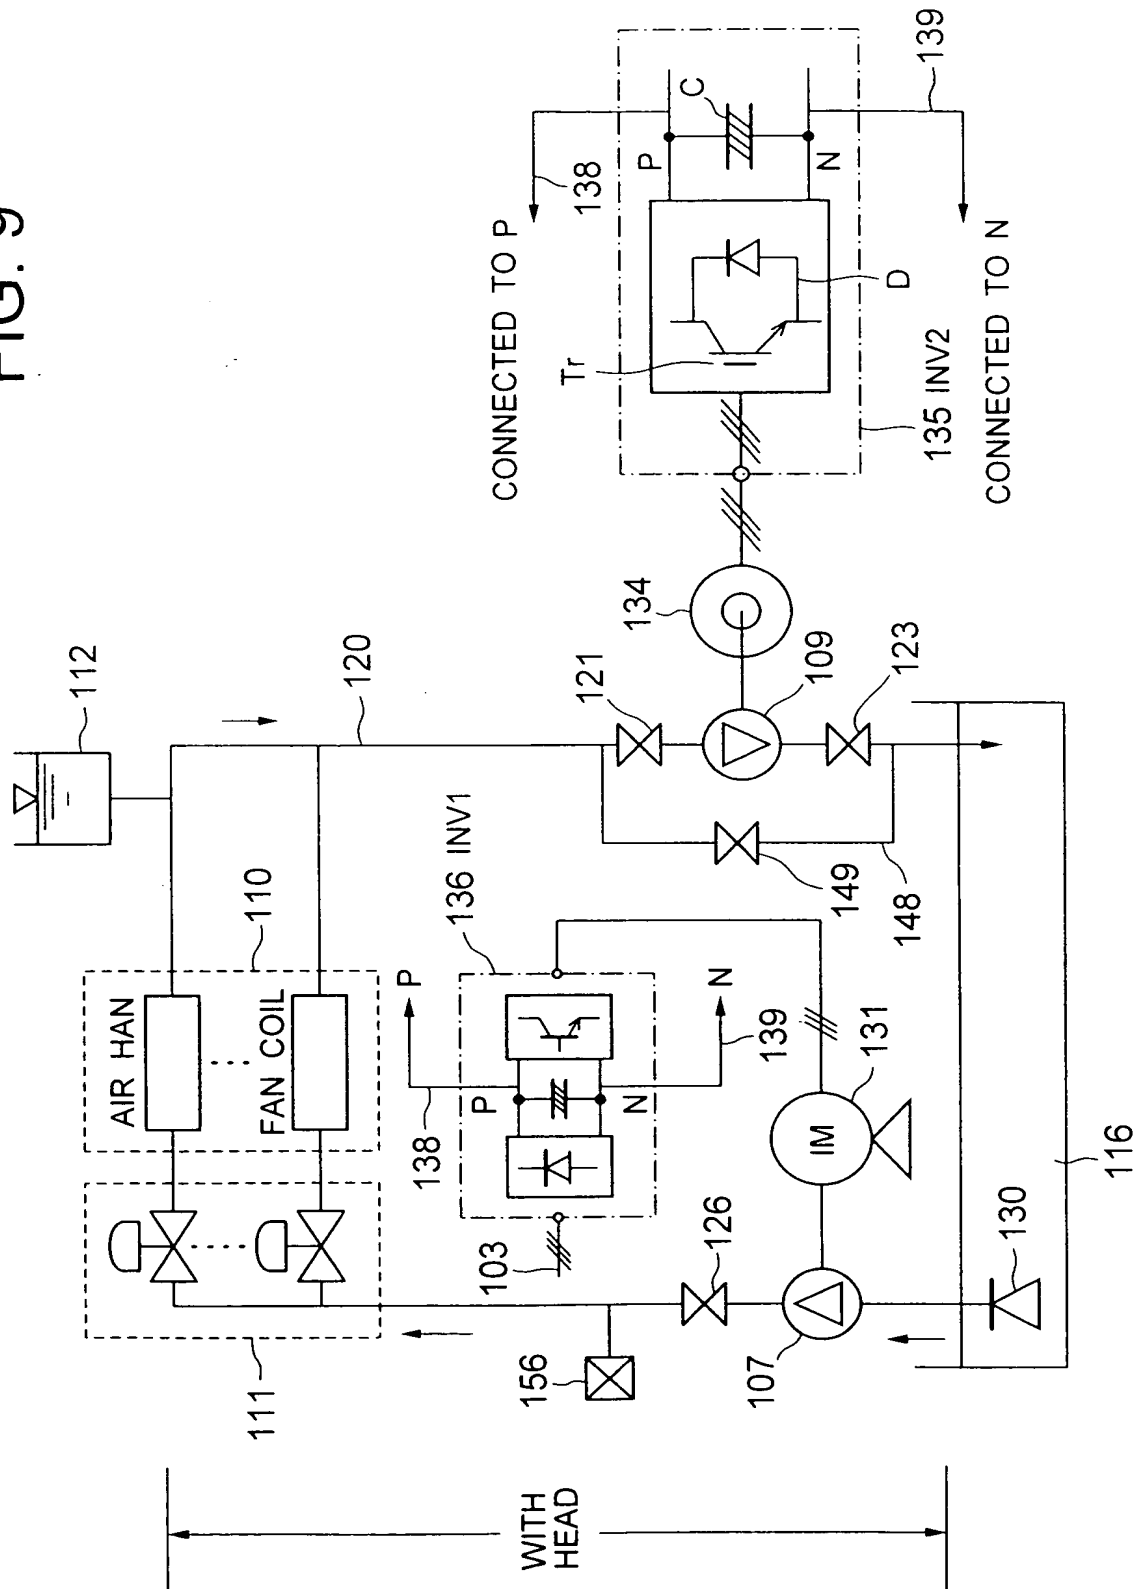 FIG. 9
112
120
110
AIR HAN
FAN COIL
111
136 INV1
P
N
P
N
138
139
103
126
156
107
IM
131
130
116
121
109
123
149
148
134
CONNECTED TO P
138
139
CONNECTED TO N
135 INV2
P
N
C
Tr
D
WITH
HEAD